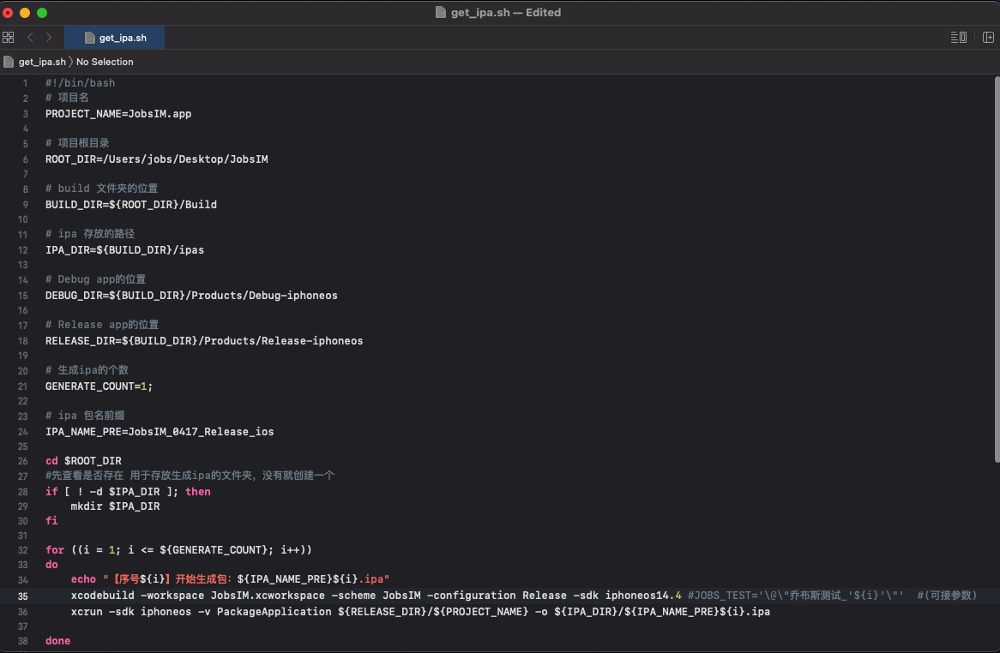 get_ipa.sh — Edited
get_ipa.sh
get_ipa.sh 〉No Selection
1 #!/bin/bash
2 # 项目名
3 PROJECT_NAME=JobsIM.app
4
5 # 项目根目录
6 ROOT_DIR=/Users/jobs/Desktop/JobsIM
7
8 # build 文件夹的位置
9 BUILD_DIR=${ROOT_DIR}/Build
10
11 # ipa 存放的路径
12 IPA_DIR=${BUILD_DIR}/ipas
13
14 # Debug app的位置
15 DEBUG_DIR=${BUILD_DIR}/Products/Debug-iphoneos
16
17 # Release app的位置
18 RELEASE_DIR=${BUILD_DIR}/Products/Release-iphoneos
19
20 # 生成ipa的个数
21 GENERATE_COUNT=1;
22
23 # ipa 包名前缀
24 IPA_NAME_PRE=JobsIM_0417_Release_ios
25
26 cd $ROOT_DIR
27 #先查看是否存在 用于存放生成ipa的文件夹，没有就创建一个
28 if [ ! -d $IPA_DIR ]; then
29 mkdir $IPA_DIR
30 fi
31
32 for ((i = 1; i <= ${GENERATE_COUNT}; i++))
33 do
34 echo "【序号${i}】开始生成包：${IPA_NAME_PRE}${i}.ipa"
35 xcodebuild -workspace JobsIM.xcworkspace -scheme JobsIM -configuration Release -sdk iphoneos14.4 #JOBS_TEST='\@\"乔布斯测试_'${i}'\"' #(可接参数)
36 xcrun -sdk iphoneos -v PackageApplication ${RELEASE_DIR}/${PROJECT_NAME} -o ${IPA_DIR}/${IPA_NAME_PRE}${i}.ipa
37
38 done